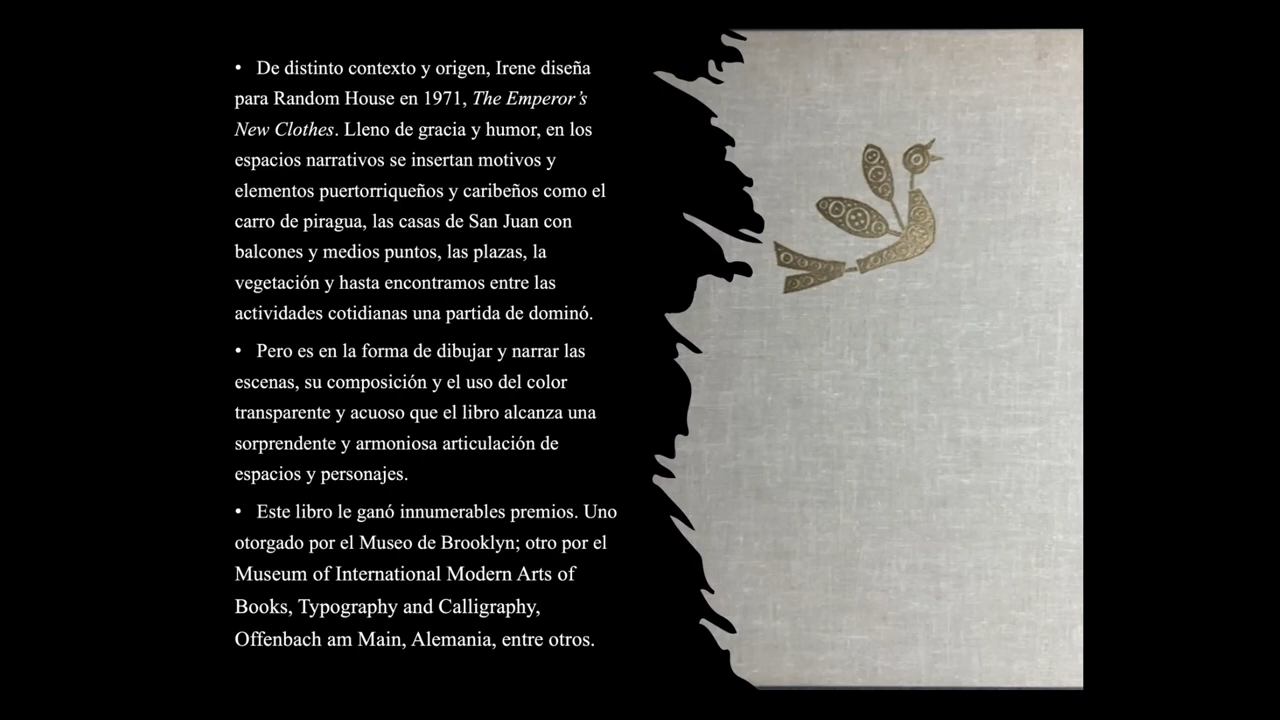 • De distinto contexto y origen, Irene diseña
para Random House en 1971, The Emperor’s
New Clothes. Lleno de gracia y humor, en los
espacios narrativos se insertan motivos y
elementos puertorriqueños y caribeños como el
carro de piragua, las casas de San Juan con
balcones y medios puntos, las plazas, la
vegetación y hasta encontramos entre las
actividades cotidianas una partida de dominó.
• Pero es en la forma de dibujar y narrar las
escenas, su composición y el uso del color
transparente y acuoso que el libro alcanza una
sorprendente y armoniosa articulación de
espacios y personajes.
• Este libro le ganó innumerables premios. Uno
otorgado por el Museo de Brooklyn; otro por el
Museum of International Modern Arts of
Books, Typography and Calligraphy,
Offenbach am Main, Alemania, entre otros.